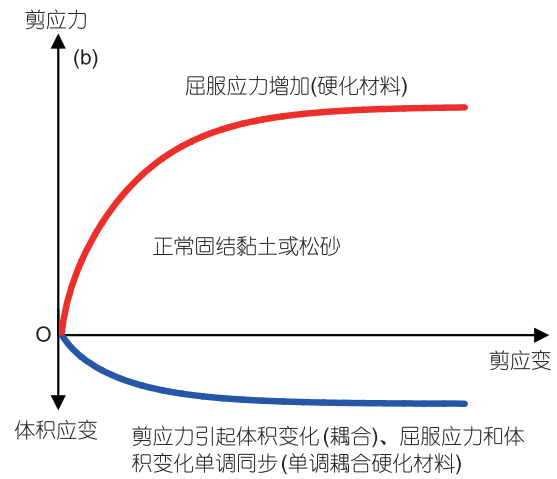 剪应力
(b)
屈服应力增加(硬化材料)
正常固结黏土或松砂
O
剪应变
体积应变
剪应力引起体积变化(耦合)、屈服应力和体
积变化单调同步(单调耦合硬化材料)